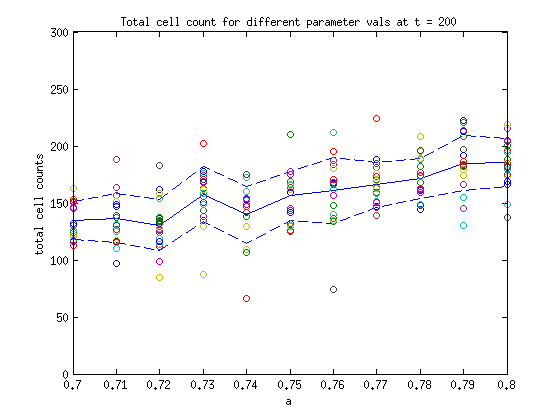 Total cell count for different parameter vals at t = 200
300
250
200
150
100
50
0
total cell counts
0.7 0.71 0.72 0.73 0.74 0.75 0.76 0.77 0.78 0.79 0.8
a